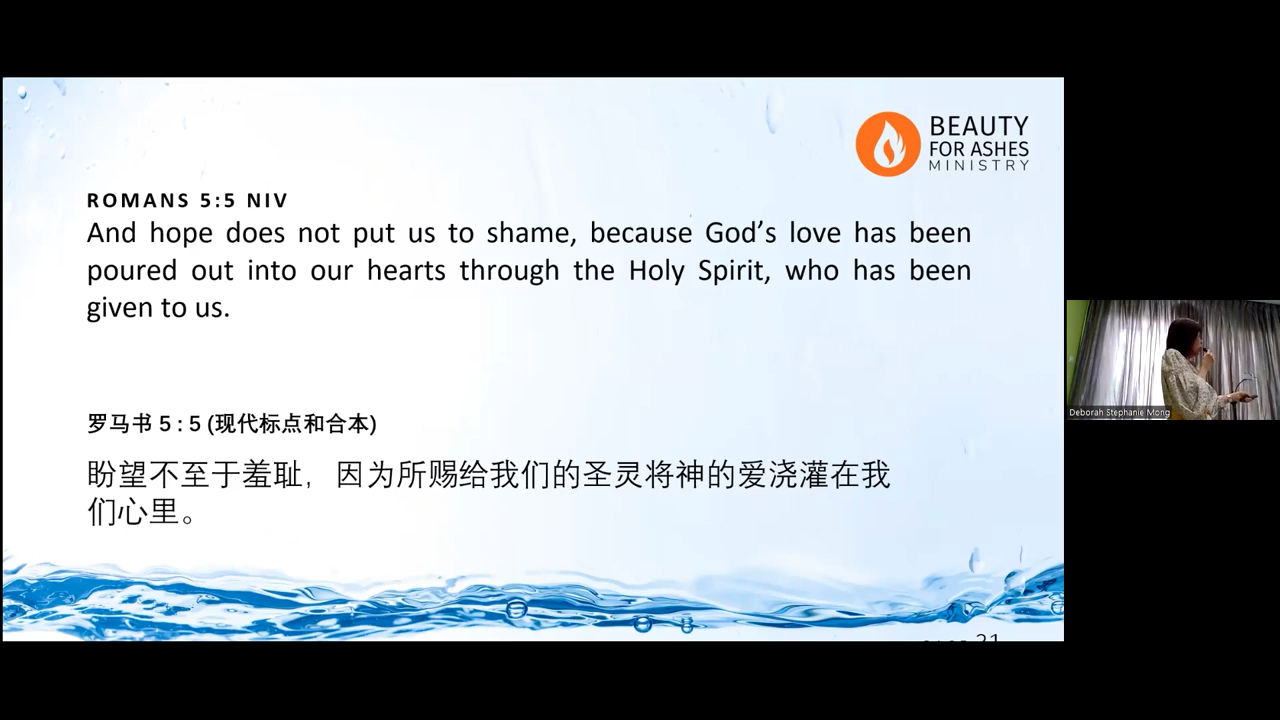 BEAUTY
FOR ASHES
MINISTRY
ROMANS 5:5 NIV
And hope does not put us to shame, because God’s love has been
poured out into our hearts through the Holy Spirit, who has been
given to us.
罗马书 5 : 5 (现代标点和合本)
盼望不至于羞耻，因为所赐给我们的圣灵将神的爱浇灌在我
们心里。
Deborah Stephanie Mong
21